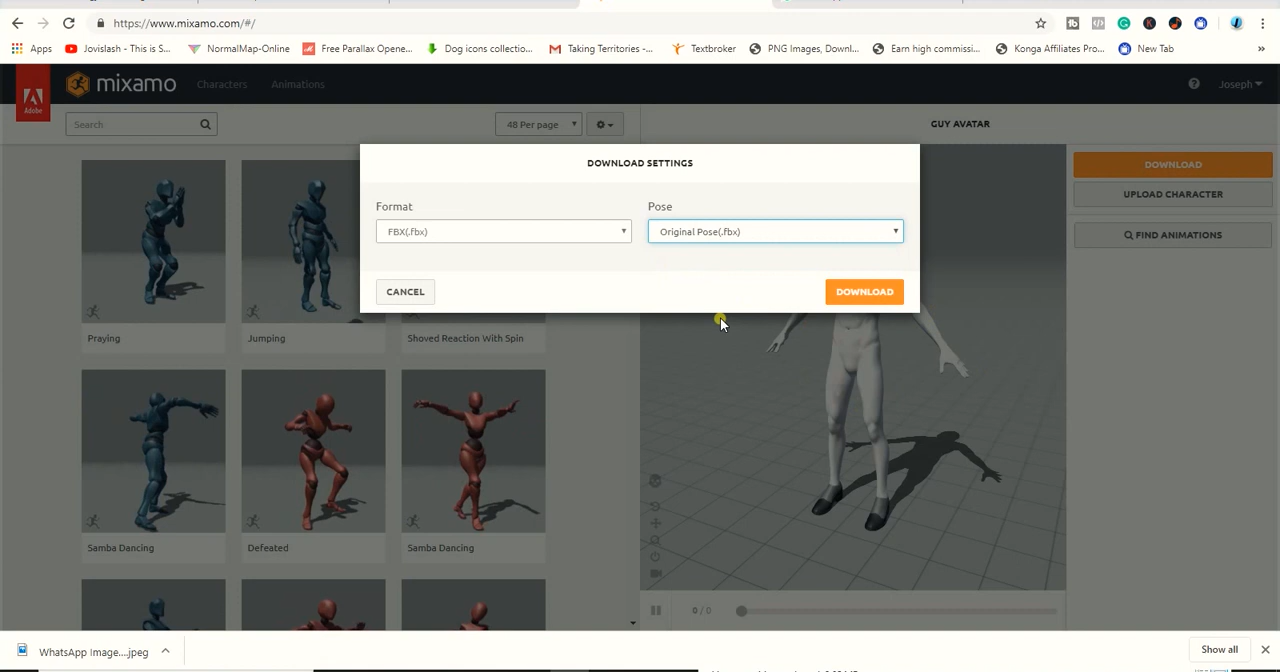 https://www.mixamo.com/#/
Apps
Jovislash - This is S...
NormalMap-Online
Free Parallax Opene...
Dog icons collectio...
Taking Territories -...
Textbroker
PNG Images, Downl...
Earn high commissi...
Konga Affiliates Pro...
New Tab
»
Adobe
mixamo
Characters
Animations
Joseph
Search
48 Per page
GUY AVATAR
DOWNLOAD SETTINGS
Format
Pose
FBX(.fbx)
Original Pose(.fbx)
CANCEL
DOWNLOAD
DOWNLOAD
UPLOAD CHARACTER
FIND ANIMATIONS
Praying
Jumping
Shoved Reaction With Spin
Samba Dancing
Defeated
Samba Dancing
0 / 0
WhatsApp Image....jpeg
Show all